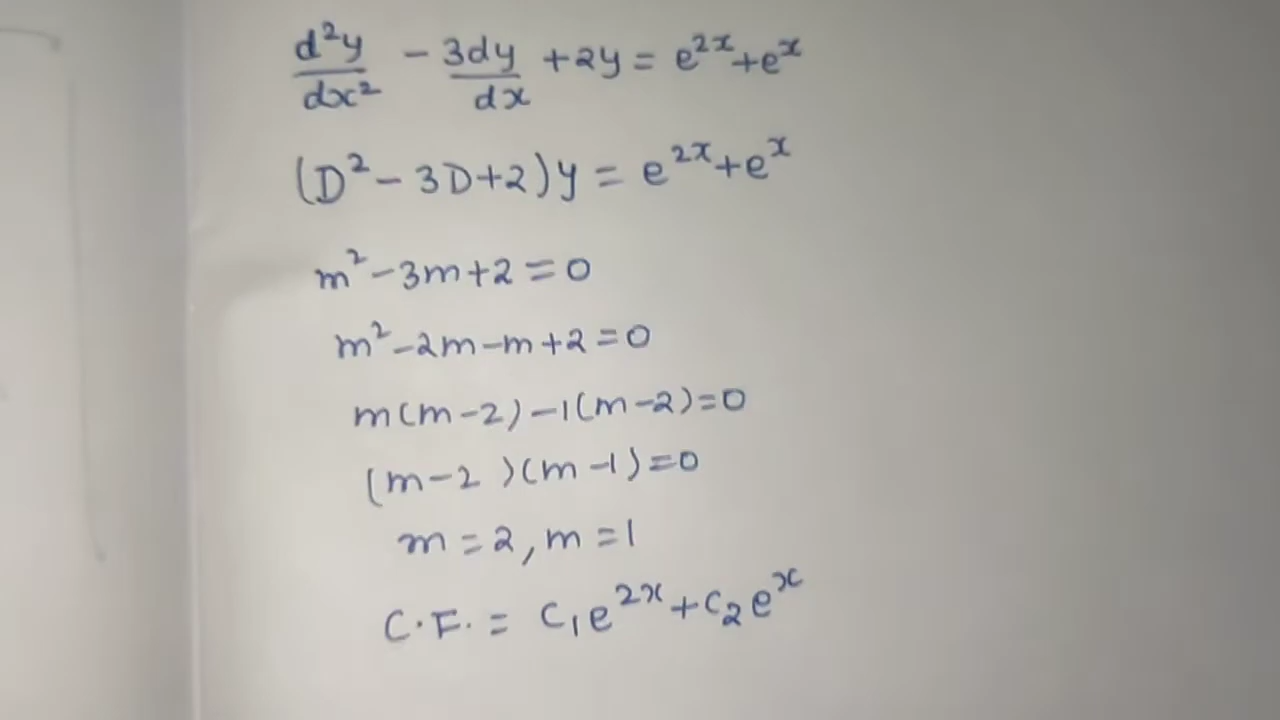 d²y/dx² - 3dy/dx + 2y = e^{2x} + e^x
(D² - 3D + 2)y = e^{2x} + e^x
m² - 3m + 2 = 0
m² - 2m - m + 2 = 0
m(m - 2) - 1(m - 2) = 0
(m - 2)(m - 1) = 0
m = 2, m = 1
C.F. = C₁e^{2x} + C₂e^x